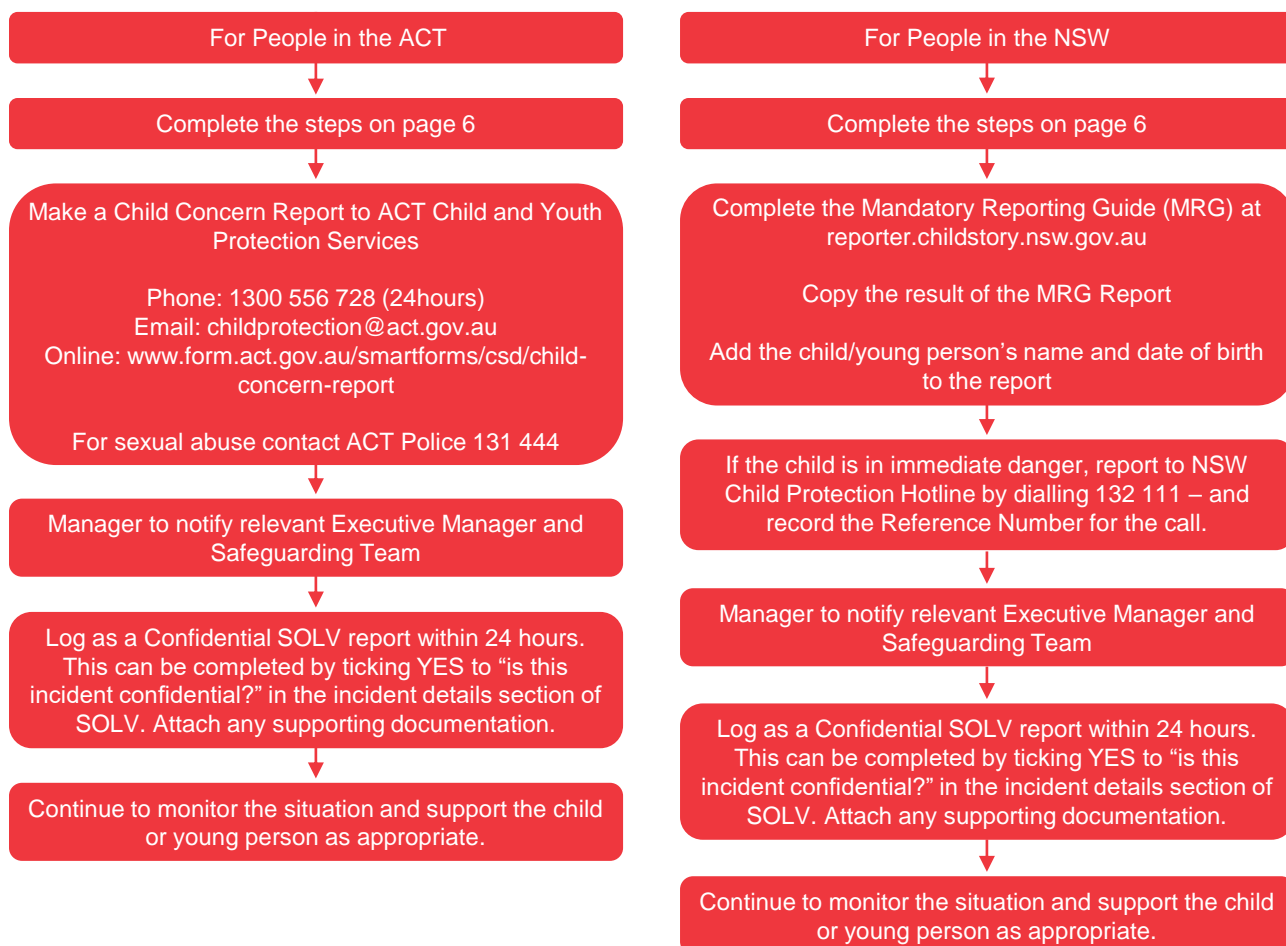 For People in the ACT
Complete the steps on page 6
Make a Child Concern Report to ACT Child and Youth
Protection Services
Phone: 1300 556 728 (24hours)
Email: childprotection@act.gov.au
Online: www.form.act.gov.au/smartforms/csd/child-
concern-report
For sexual abuse contact ACT Police 131 444
Manager to notify relevant Executive Manager and
Safeguarding Team
Log as a Confidential SOLV report within 24 hours.
This can be completed by ticking YES to “is this
incident confidential?” in the incident details section of
SOLV. Attach any supporting documentation.
Continue to monitor the situation and support the child
or young person as appropriate.
For People in the NSW
Complete the steps on page 6
Complete the Mandatory Reporting Guide (MRG) at
reporter.childstory.nsw.gov.au
Copy the result of the MRG Report
Add the child/young person’s name and date of birth
to the report
If the child is in immediate danger, report to NSW
Child Protection Hotline by dialling 132 111 – and
record the Reference Number for the call.
Manager to notify relevant Executive Manager and
Safeguarding Team
Log as a Confidential SOLV report within 24 hours.
This can be completed by ticking YES to “is this
incident confidential?” in the incident details section of
SOLV. Attach any supporting documentation.
Continue to monitor the situation and support the child
or young person as appropriate.